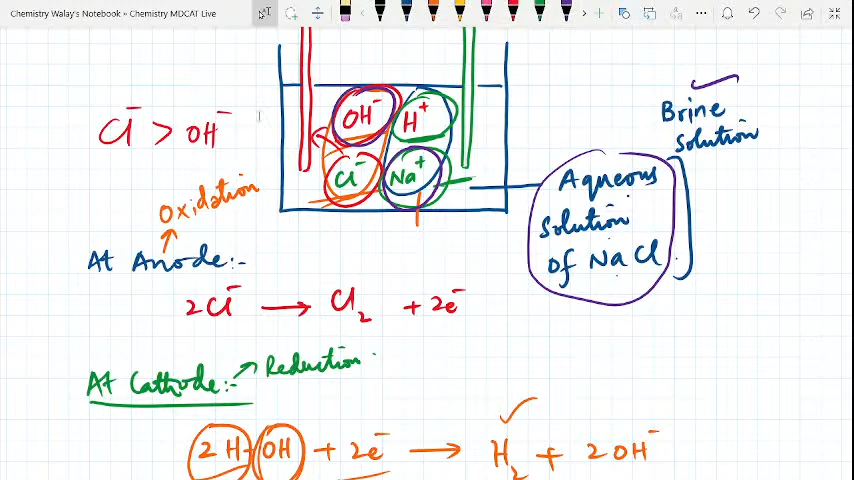 Chemistry Walay's Notebook » Chemistry MDCAT Live
Cl⁻ > OH⁻
OH⁻ H⁺
Cl⁻ Na⁺
Brine
solution
Aqueous
solution
of NaCl
Oxidation
At Anode:-
2Cl⁻ → Cl₂ + 2e⁻
At Cathode:- Reduction
2H-OH + 2e⁻ → H₂ + 2OH⁻